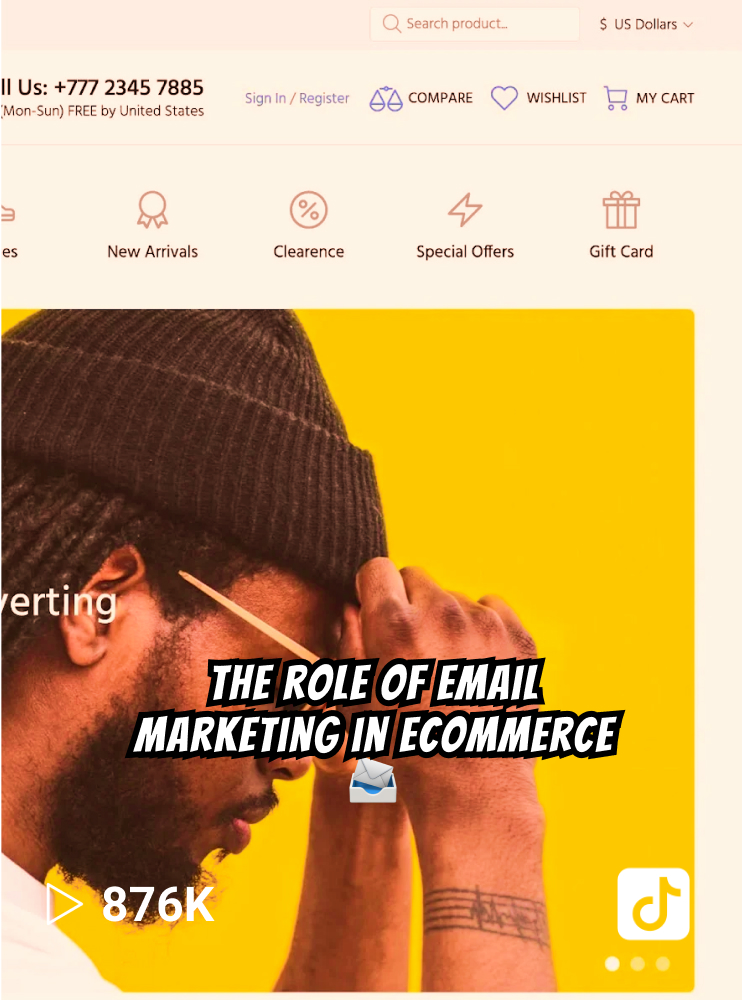 Search product...
$ US Dollars
ll Us: +777 2345 7885
(Mon-Sun) FREE by United States
Sign In / Register
COMPARE
WISHLIST
MY CART
es
New Arrivals
Clearence
Special Offers
Gift Card
verting
THE ROLE OF EMAIL
MARKETING IN ECOMMERCE
876K